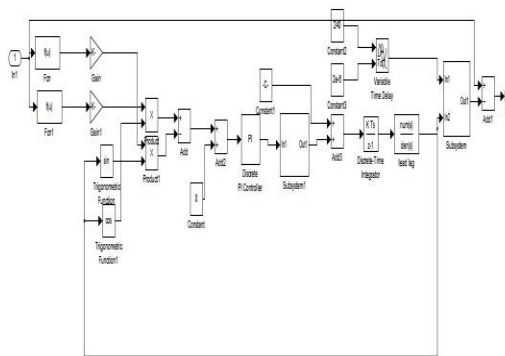 1
In1
f(u)
Fcn
f(u)
Fcn1
Gain
Gain1
sin
Trigonometric
Function
cos
Trigonometric
Function1
X
Product
X
Product1
Add
0
Constant
Add2
PI
Discrete
PI Controller
-C-
Constant1
In1
Subsystem1
Add3
K Ts
z-1
Discrete-Time
Integrator
num(s)
den(s)
lead lag
Constant2
2e-6
Constant3
Variable
Time Delay
In1
Out1
In2
Subsystem
Add1